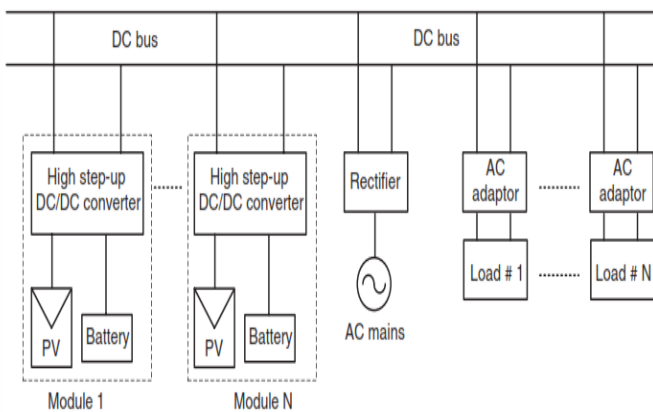 DC bus
DC bus
High step-up
DC/DC converter
High step-up
DC/DC converter
Rectifier
AC
adaptor
AC
adaptor
Load # 1
Load # N
PV
Battery
PV
Battery
AC mains
Module 1
Module N